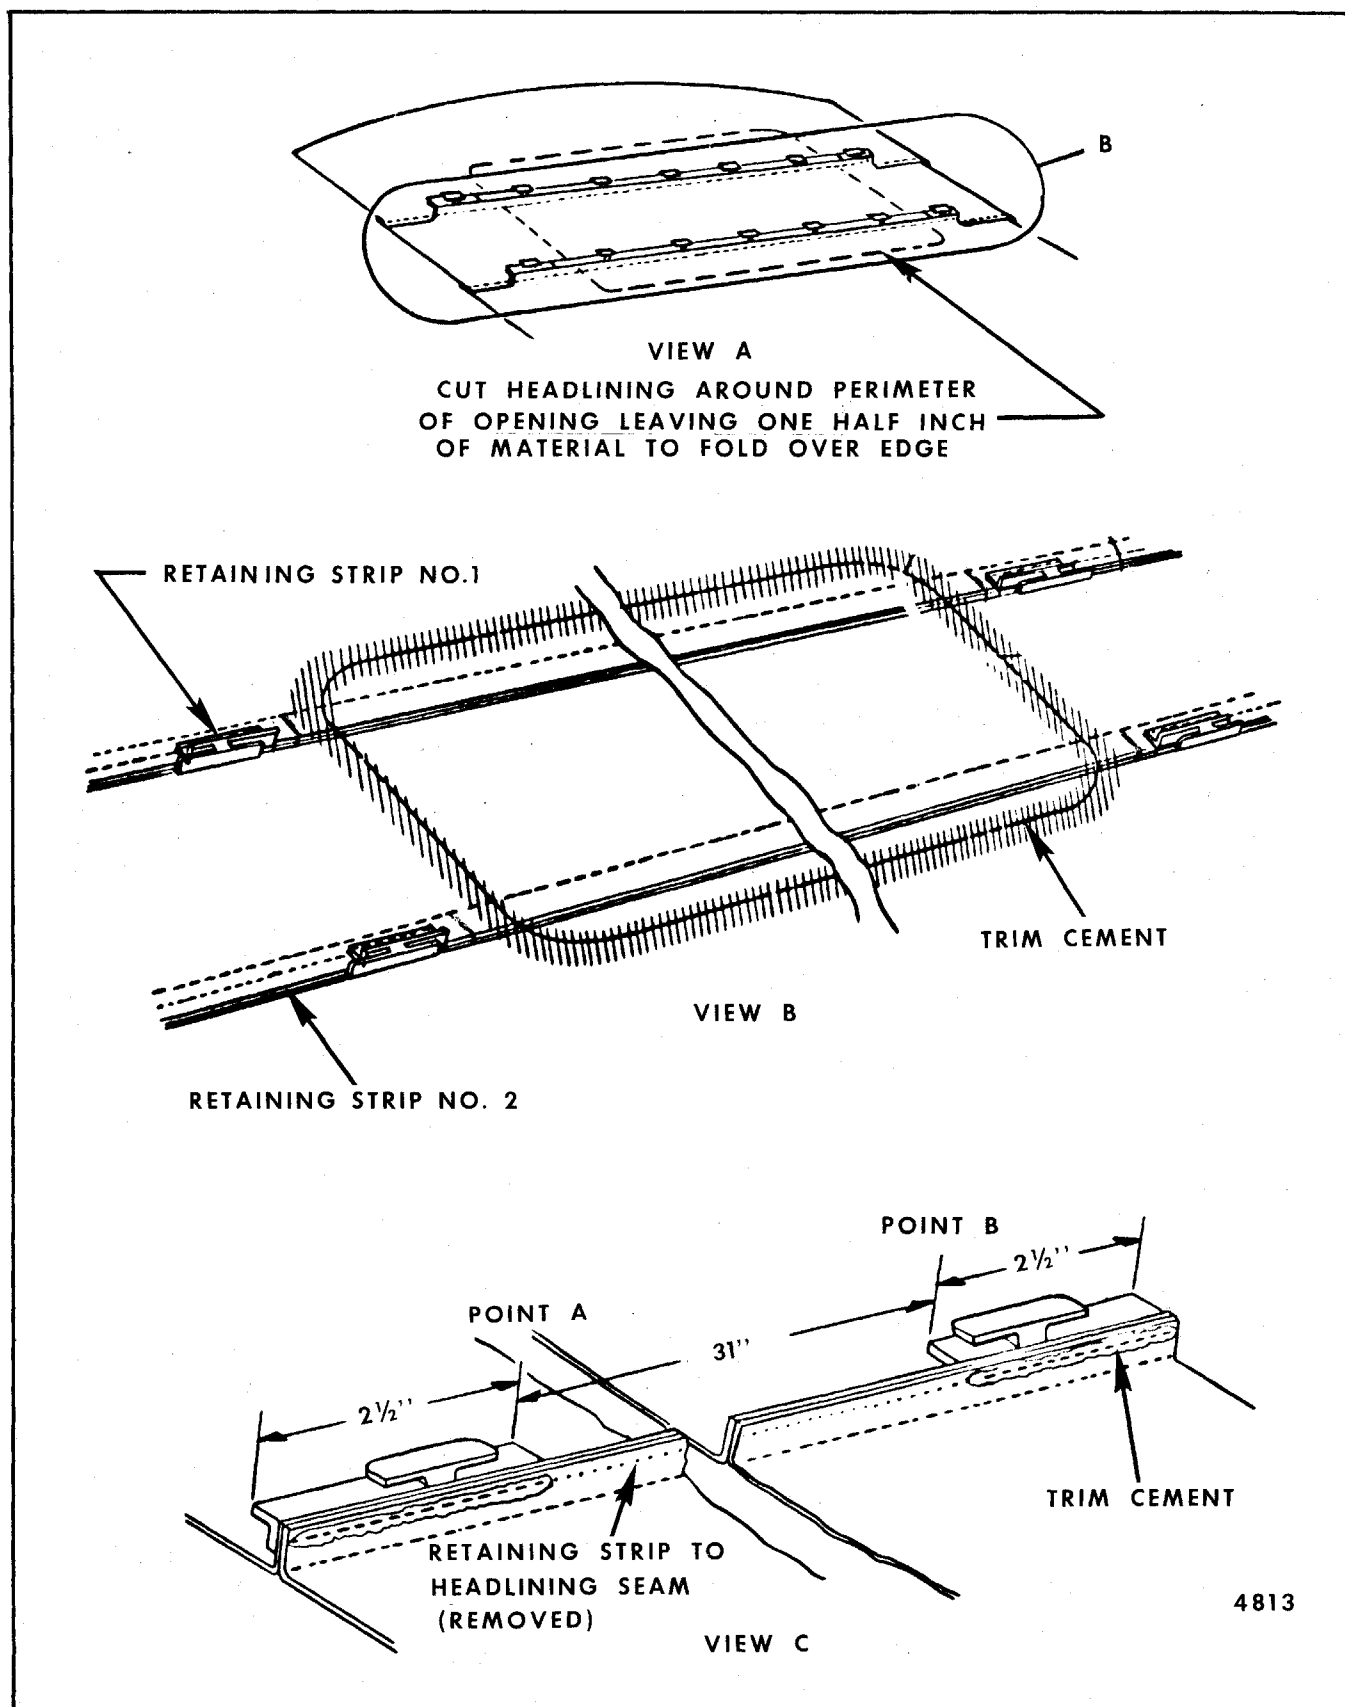 B
VIEW A
CUT HEADLINING AROUND PERIMETER
OF OPENING LEAVING ONE HALF INCH
OF MATERIAL TO FOLD OVER EDGE
RETAINING STRIP NO.1
TRIM CEMENT
VIEW B
RETAINING STRIP NO. 2
POINT B
2½''
POINT A
31''
2½''
TRIM CEMENT
RETAINING STRIP TO
HEADLINING SEAM
(REMOVED)
4813
VIEW C